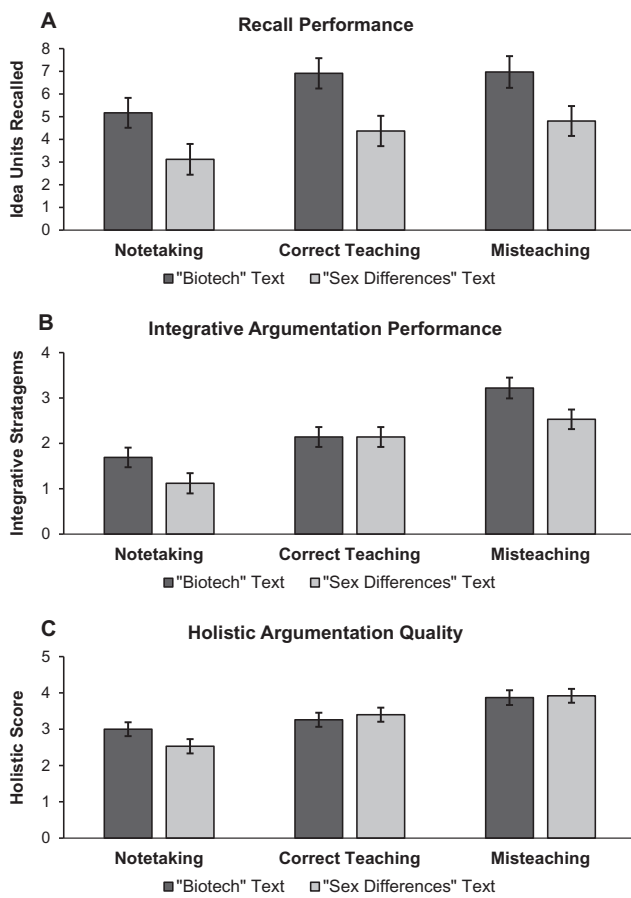 A
Recall Performance
Idea Units Recalled
8
7
6
5
4
3
2
1
0
Notetaking Correct Teaching Misteaching
"Biotech" Text "Sex Differences" Text
B
Integrative Argumentation Performance
Integrative Stratagems
4
3
2
1
0
Notetaking Correct Teaching Misteaching
"Biotech" Text "Sex Differences" Text
C
Holistic Argumentation Quality
Holistic Score
5
4
3
2
1
0
Notetaking Correct Teaching Misteaching
"Biotech" Text "Sex Differences" Text